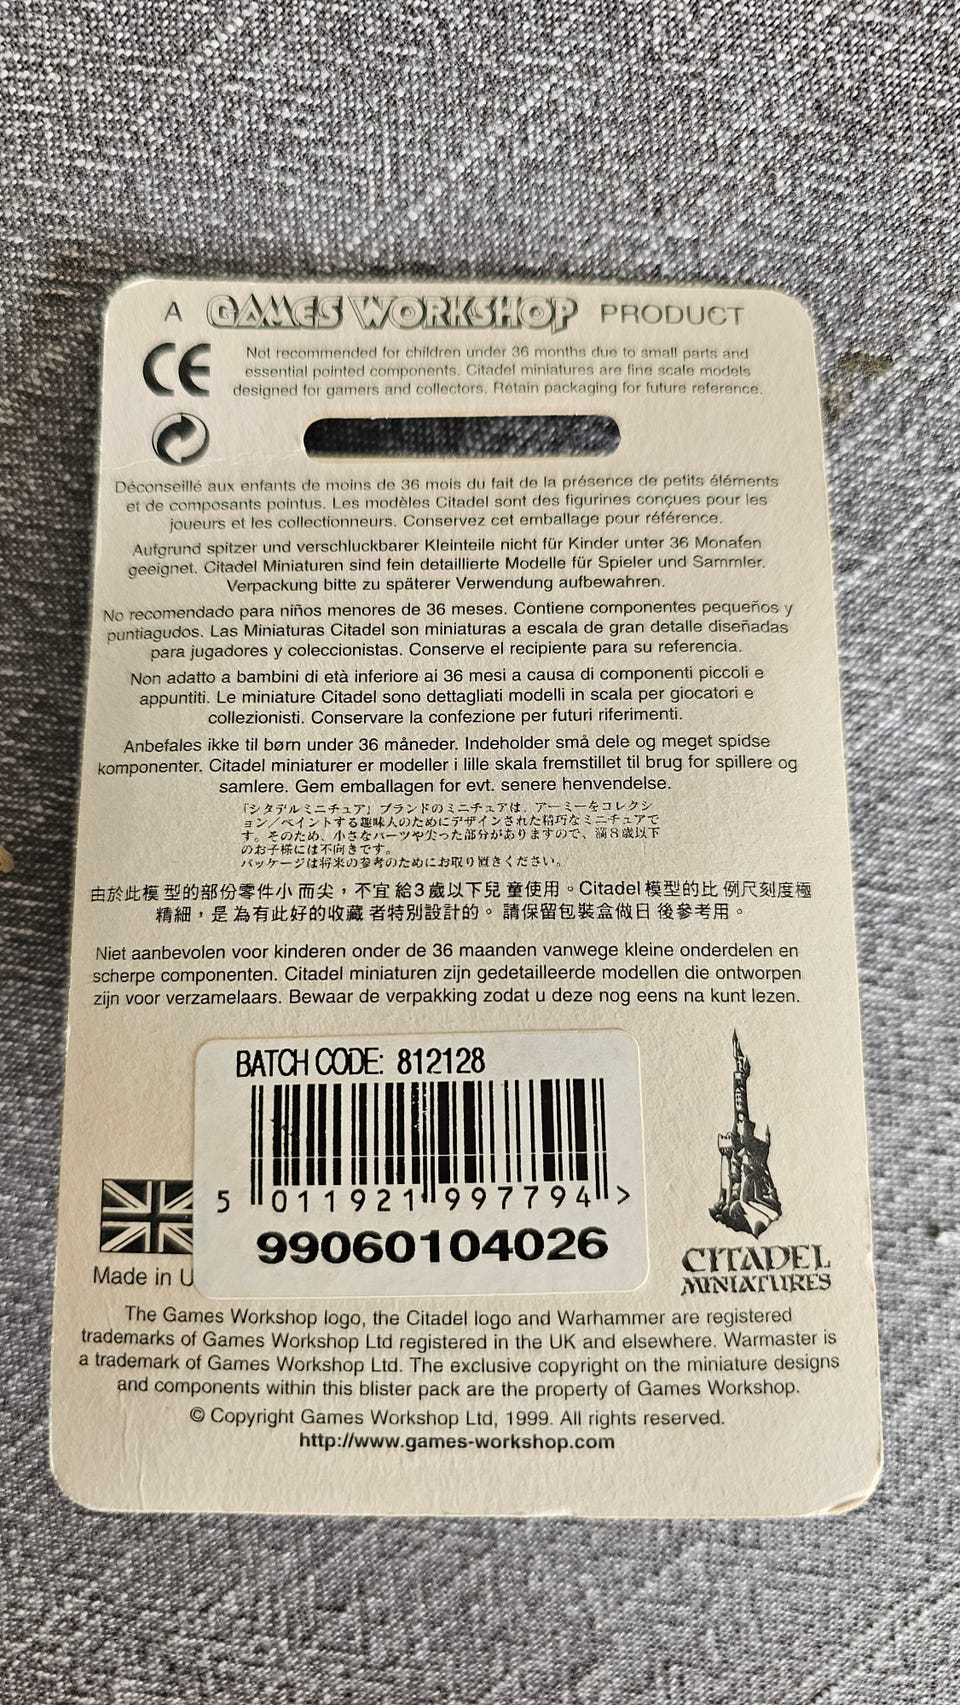 A GAMES WORKSHOP PRODUCT
CE
Not recommended for children under 36 months due to small parts and
essential pointed components. Citadel miniatures are fine scale models
designed for gamers and collectors. Retain packaging for future reference.
Déconseillé aux enfants de moins de 36 mois du fait de la présence de petits éléments
et de composants pointus. Les modèles Citadel sont des figurines conçues pour les
joueurs et les collectionneurs. Conservez cet emballage pour référence.
Aufgrund spitzer und verschluckbarer Kleinteile nicht für Kinder unter 36 Monaten
geeignet. Citadel Miniaturen sind fein detaillierte Modelle für Spieler und Sammler.
Verpackung bitte zu späterer Verwendung aufbewahren.
No recomendado para niños menores de 36 meses. Contiene componentes pequeños y
puntiagudos. Las Miniaturas Citadel son miniaturas a escala de gran detalle diseñadas
para jugadores y coleccionistas. Conserve el recipiente para su referencia.
Non adatto a bambini di età inferiore ai 36 mesi a causa di componenti piccoli e
appuntiti. Le miniature Citadel sono dettagliati modelli in scala per giocatori e
collezionisti. Conservare la confezione per futuri riferimenti.
Anbefales ikke til børn under 36 måneder. Indeholder små dele og meget spidse
komponenter. Citadel miniaturer er modeller i lille skala fremstillet til brug for spillere og
samlere. Gem emballagen for evt. senere henvendelse.
「シタデルミニチュア」ブランドのミニチュアは、アーミーをコレクシ
ョン／ペイントする趣味人のためにデザインされた精巧なミニチュアで
す。そのため、小さなパーツや尖った部分がありますので、満8歳以下
のお子様には不向きです。
パッケージは将来の参考のためにお取り置きください。
由於此模 型的部份零件小 而尖，不宜 給3歲以下兒 童使用。Citadel模型的比 例尺刻度極
精細，是 為有此好的收藏 者特別設計的。 請保留包裝盒做日 後參考用。
Niet aanbevolen voor kinderen onder de 36 maanden vanwege kleine onderdelen en
scherpe componenten. Citadel miniaturen zijn gedetailleerde modellen die ontworpen
zijn voor verzamelaars. Bewaar de verpakking zodat u deze nog eens na kunt lezen.
BATCH CODE: 812128
5 011921 997794 >
99060104026
Made in U
CITADEL
MINIATURES
The Games Workshop logo, the Citadel logo and Warhammer are registered
trademarks of Games Workshop Ltd registered in the UK and elsewhere. Warmaster is
a trademark of Games Workshop Ltd. The exclusive copyright on the miniature designs
and components within this blister pack are the property of Games Workshop.
© Copyright Games Workshop Ltd, 1999. All rights reserved.
http://www.games-workshop.com